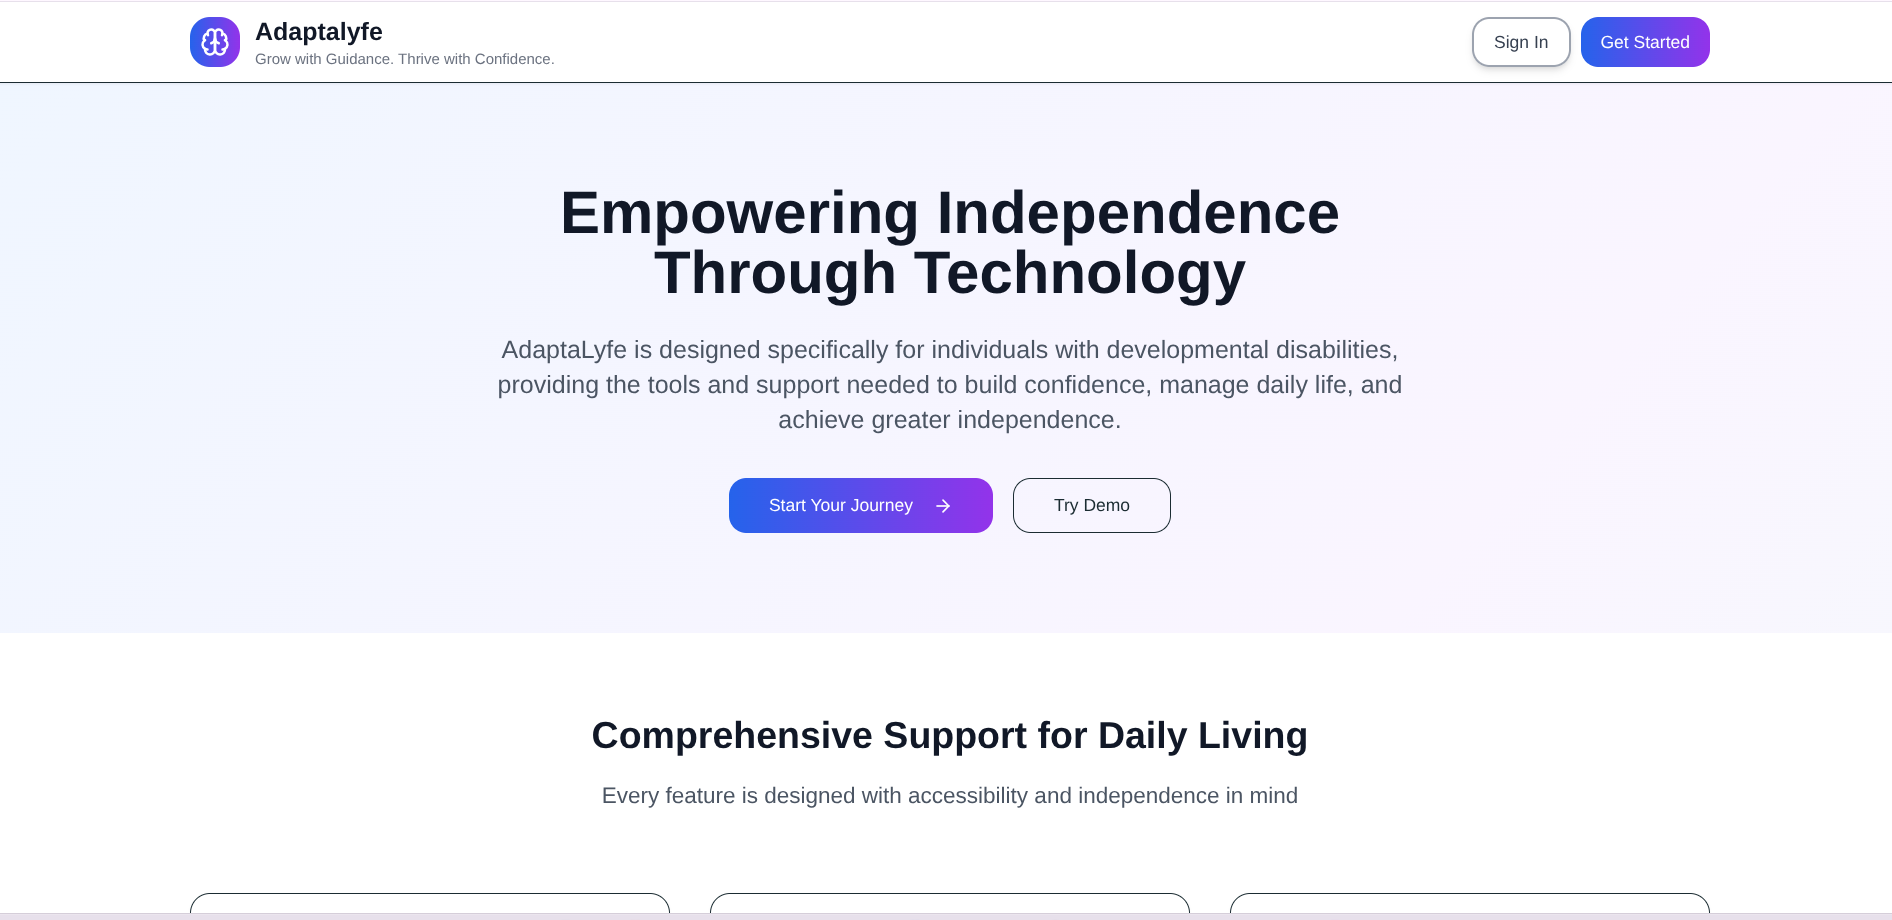 Adaptalyfe
Grow with Guidance. Thrive with Confidence.
Sign In
Get Started
Empowering Independence
Through Technology
AdaptaLyfe is designed specifically for individuals with developmental disabilities,
providing the tools and support needed to build confidence, manage daily life, and
achieve greater independence.
Start Your Journey
Try Demo
Comprehensive Support for Daily Living
Every feature is designed with accessibility and independence in mind